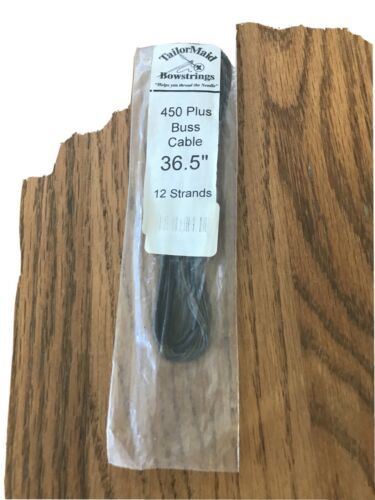 TailorMaid
Bowstrings
"Helps you thread the Needle"
450 Plus
Buss
Cable
36.5"
12 Strands